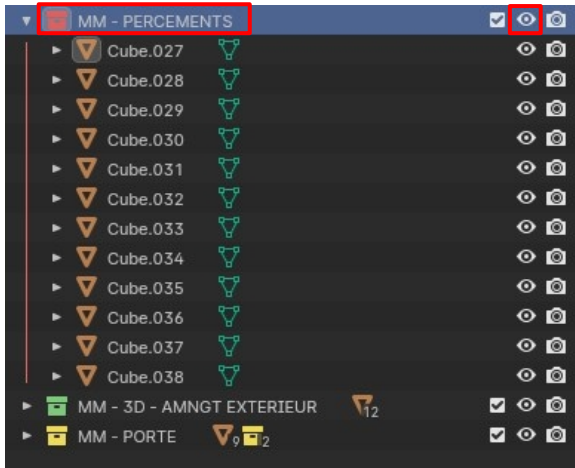 MM - PERCEMENTS
Cube.027
Cube.028
Cube.029
Cube.030
Cube.031
Cube.032
Cube.033
Cube.034
Cube.035
Cube.036
Cube.037
Cube.038
MM - 3D - AMNGT EXTERIEUR 12
MM - PORTE 9 2